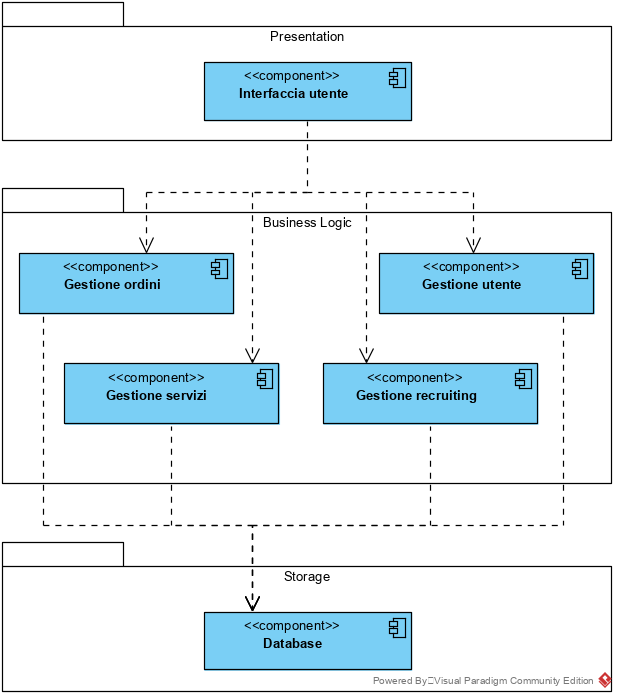 Presentation
<<component>>
Interfaccia utente
Business Logic
<<component>>
Gestione ordini
<<component>>
Gestione utente
<<component>>
Gestione servizi
<<component>>
Gestione recruiting
Storage
<<component>>
Database
Powered By Visual Paradigm Community Edition